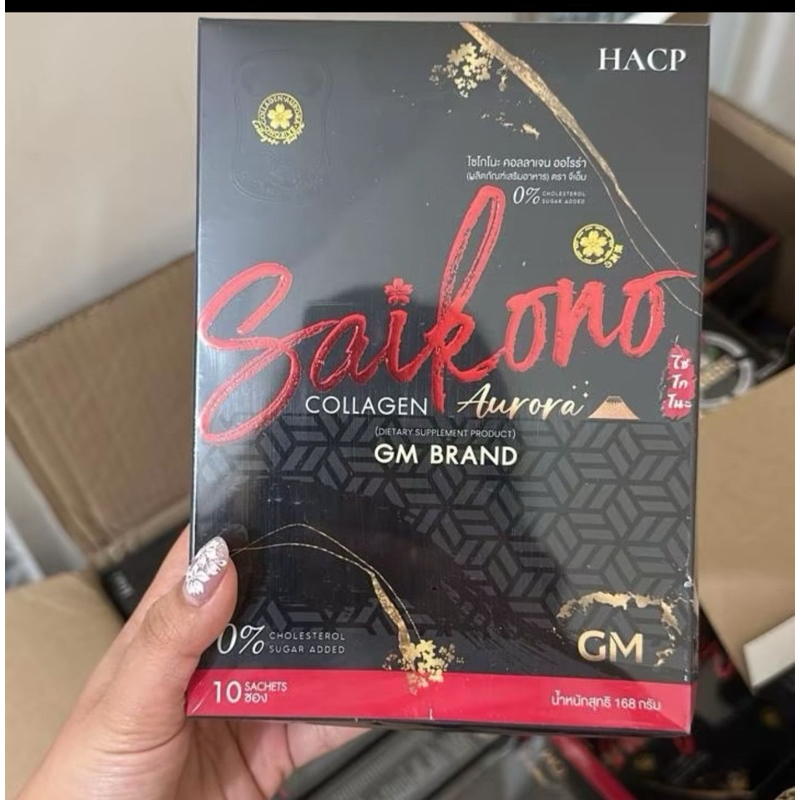 HACP
ไซโกโนะ คอลลาเจน ออโรร่า
(ผลิตภัณฑ์เสริมอาหาร) ตรา จีเอ็ม
0% CHOLESTEROL
SUGAR ADDED
Saikono
ไซ
โก
โนะ
COLLAGEN Aurora
(DIETARY SUPPLEMENT PRODUCT)
GM BRAND
GM
0% CHOLESTEROL
SUGAR ADDED
10 SACHETS
ซอง
น้ำหนักสุทธิ 168 กรัม